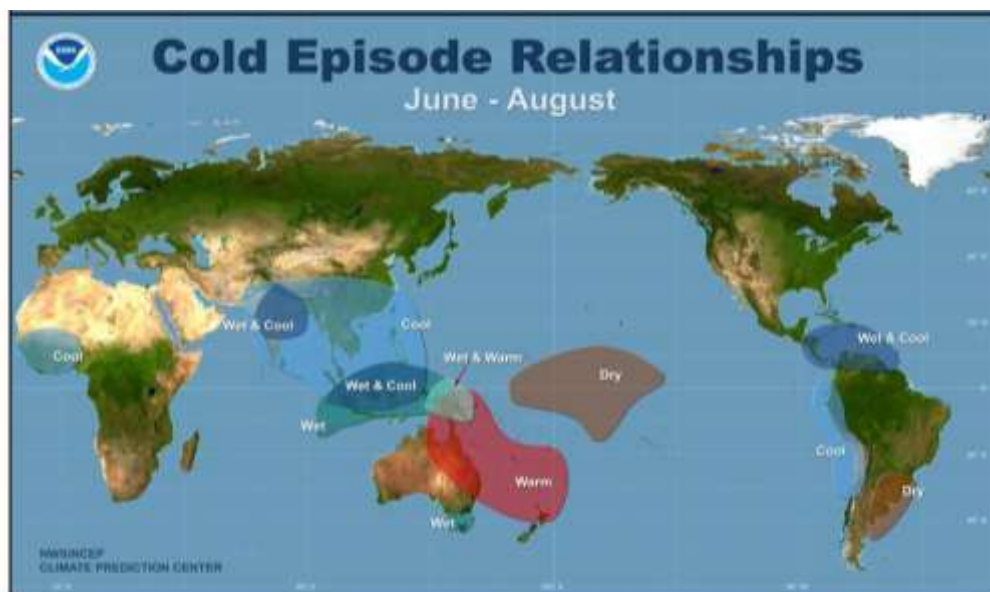 Cold Episode Relationships
June - August
Wet & Cool
Cool
Cool
Wet & Warm
Wet & Cool
Dry
Wet & Cool
Wet
Cool
Warm
Dry
Wet
NWS/NCEP
CLIMATE PREDICTION CENTER